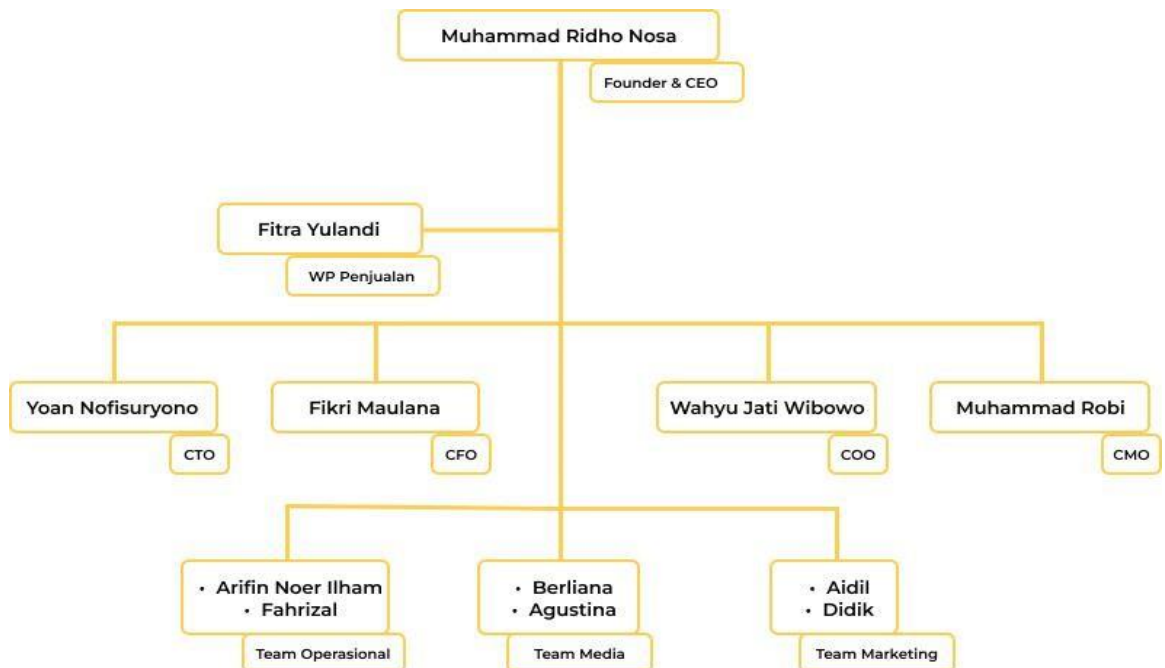 Muhammad Ridho Nosa
Founder & CEO
Fitra Yulandi
WP Penjualan
Yoan Nofisuryono
CTO
Fikri Maulana
CFO
Wahyu Jati Wibowo
COO
Muhammad Robi
CMO
• Arifin Noer Ilham
• Fahrizal
Team Operasional
• Berliana
• Agustina
Team Media
• Aidil
• Didik
Team Marketing